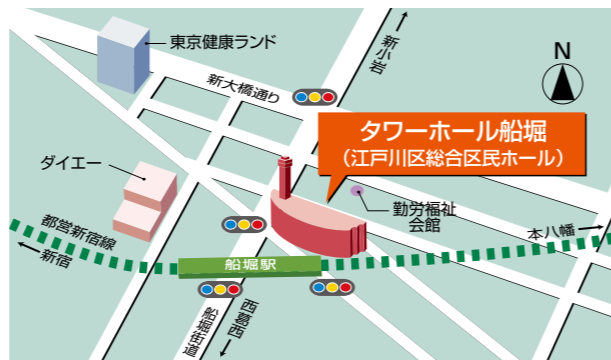 東京健康ランド
新小岩
N
新大橋通り
タワーホール船堀
（江戸川区総合区民ホール）
ダイエー
勤労福祉
会館
都営新宿線
新宿
本八幡
船堀駅
船堀街道
西葛西